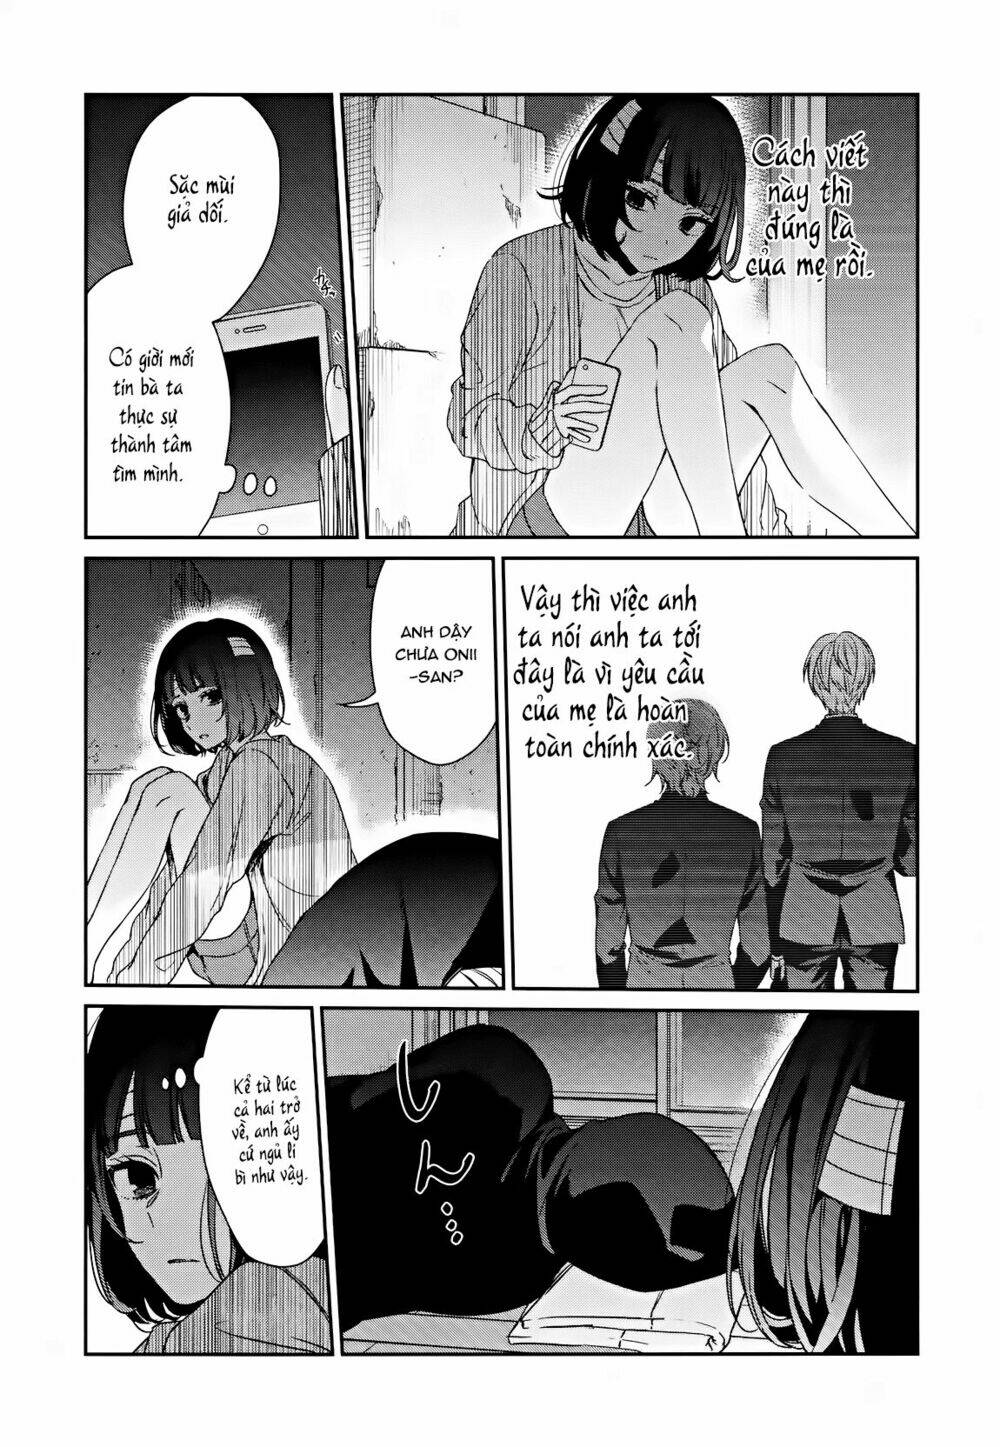 Cách viết
này thì
đúng là
của mẹ rồi.
Sặc mùi
giả dối.
Có giời mới
tin bà ta
thực sự
thành tâm
tìm mình.
Vậy thì việc anh
ta nói anh ta tới
đây là vì yêu cầu
của mẹ là hoàn
toàn chính xác.
ANH DẬY
CHƯA ONII
-SAN?
しん…
Kể từ lúc
cả hai trở
về, anh ấy
cứ ngủ li
bì như vậy.